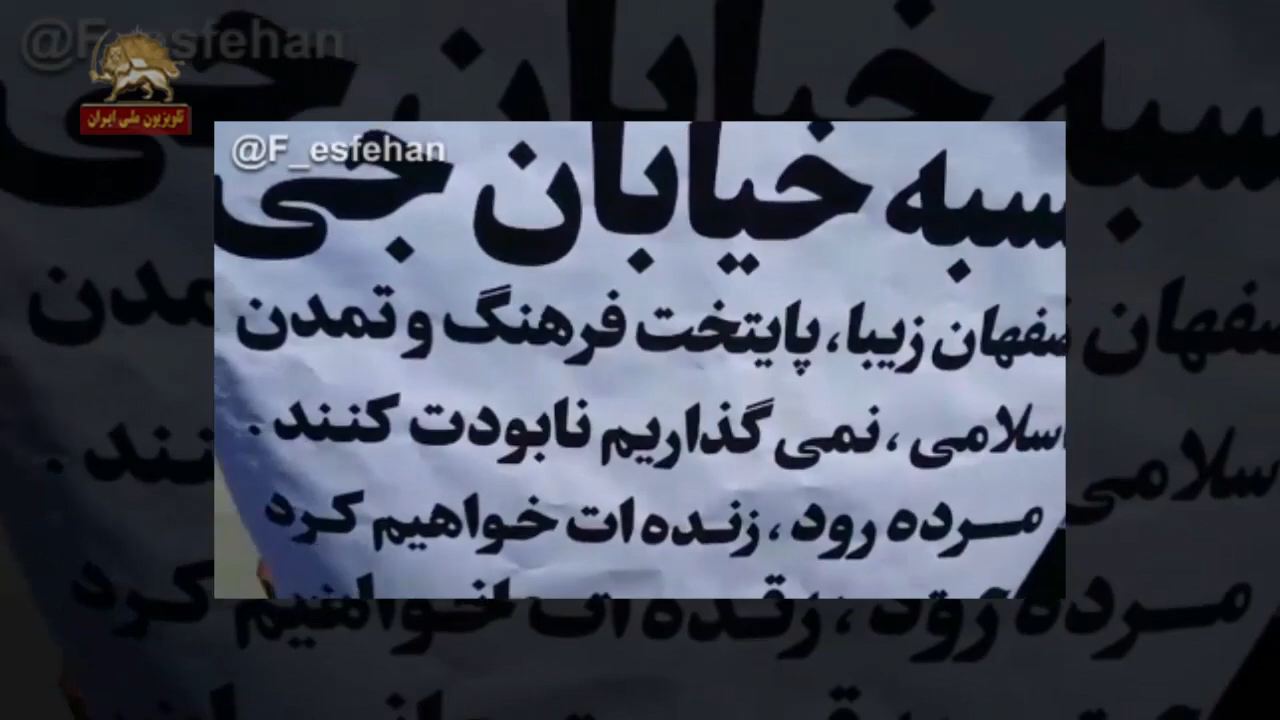 @F_esfehan
تلویزیون ملی ایران
@F_esfehan
سبه خیابان جی
صفهان زیبا، پایتخت فرهنگ و تمدن
سلامی، نمی گذاریم نابودت کنند.
مرده رود، زنده ات خواهیم کرد